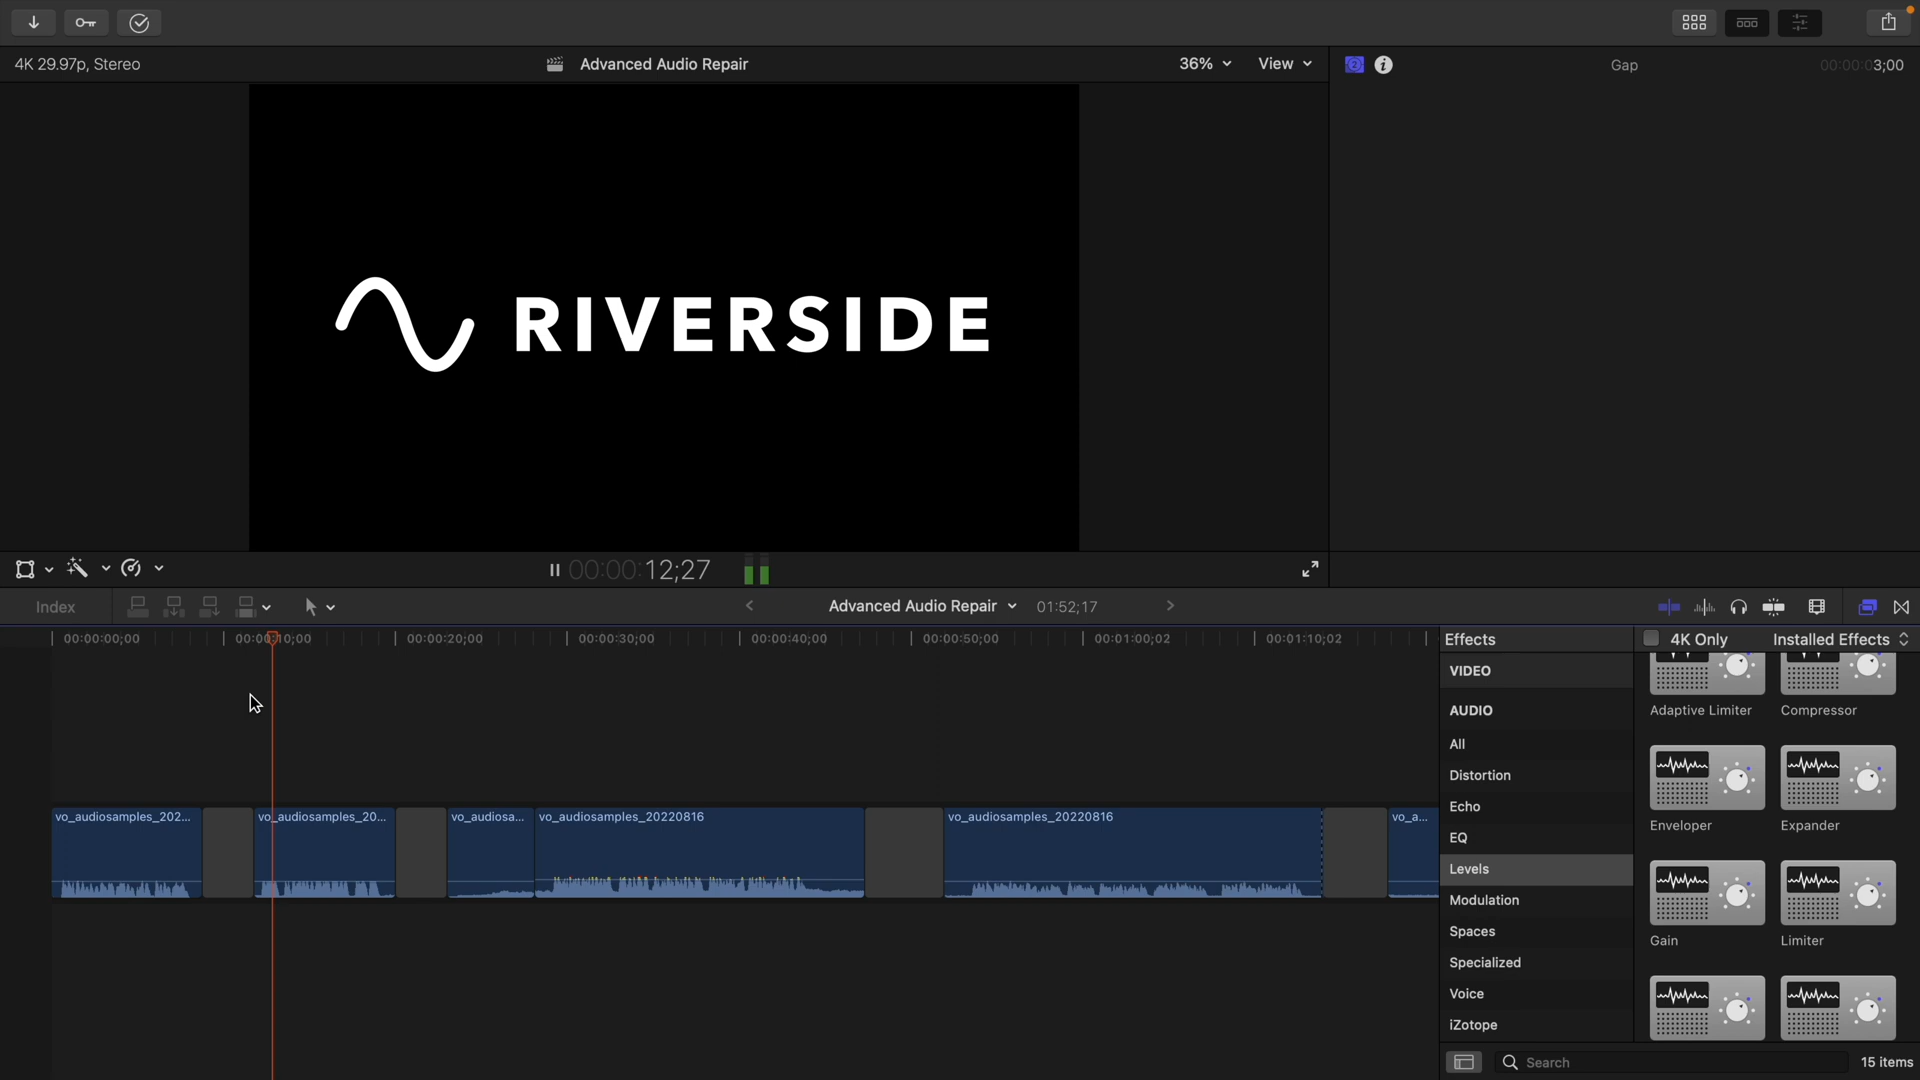 4K 29.97p, Stereo
Advanced Audio Repair
36%
View
Gap
00:00:03;00
RIVERSIDE
00:00:12;27
Index
Advanced Audio Repair
01:52;17
00:00:00;00
00:00:10;00
00:00:20;00
00:00:30;00
00:00:40;00
00:00:50;00
00:01:00;02
00:01:10;02
Effects
4K Only
Installed Effects
VIDEO
AUDIO
All
Distortion
Echo
EQ
Levels
Modulation
Spaces
Specialized
Voice
iZotope
Adaptive Limiter
Compressor
Enveloper
Expander
Gain
Limiter
vo_audiosamples_202...
vo_audiosamples_20...
vo_audiosa...
vo_audiosamples_20220816
vo_audiosamples_20220816
vo_a...
Search
15 items